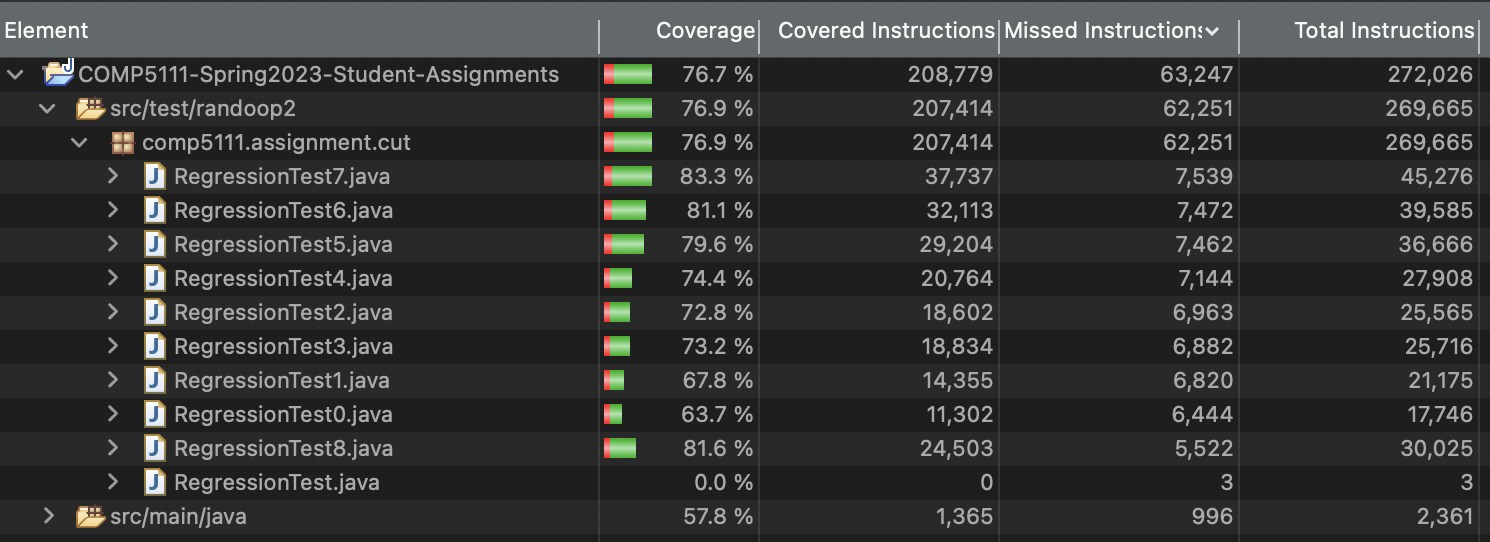 Element Coverage Covered Instructions Missed Instructions Total Instructions
COMP5111-Spring2023-Student-Assignments 76.7 % 208,779 63,247 272,026
src/test/randoop2 76.9 % 207,414 62,251 269,665
comp5111.assignment.cut 76.9 % 207,414 62,251 269,665
RegressionTest7.java 83.3 % 37,737 7,539 45,276
RegressionTest6.java 81.1 % 32,113 7,472 39,585
RegressionTest5.java 79.6 % 29,204 7,462 36,666
RegressionTest4.java 74.4 % 20,764 7,144 27,908
RegressionTest2.java 72.8 % 18,602 6,963 25,565
RegressionTest3.java 73.2 % 18,834 6,882 25,716
RegressionTest1.java 67.8 % 14,355 6,820 21,175
RegressionTest0.java 63.7 % 11,302 6,444 17,746
RegressionTest8.java 81.6 % 24,503 5,522 30,025
RegressionTest.java 0.0 % 0 3 3
src/main/java 57.8 % 1,365 996 2,361